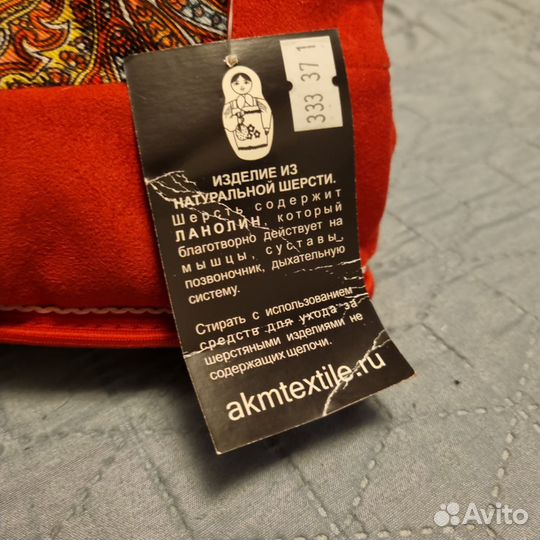 333 37 1
ИЗДЕЛИЕ ИЗ
НАТУРАЛЬНОЙ ШЕРСТИ.
Шерсть содержит
ЛАНОЛИН, который
благотворно действует на
мышцы, суставы,
позвоночник, дыхательную
систему.
Стирать с использованием
средств для ухода за
шерстяными изделиями не
содержащих щелочи.
akmtextile.ru
Avito